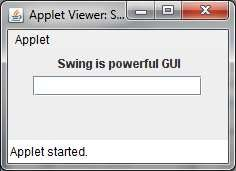 Applet Viewer: S...
Applet
Swing is powerful GUI
Applet started.